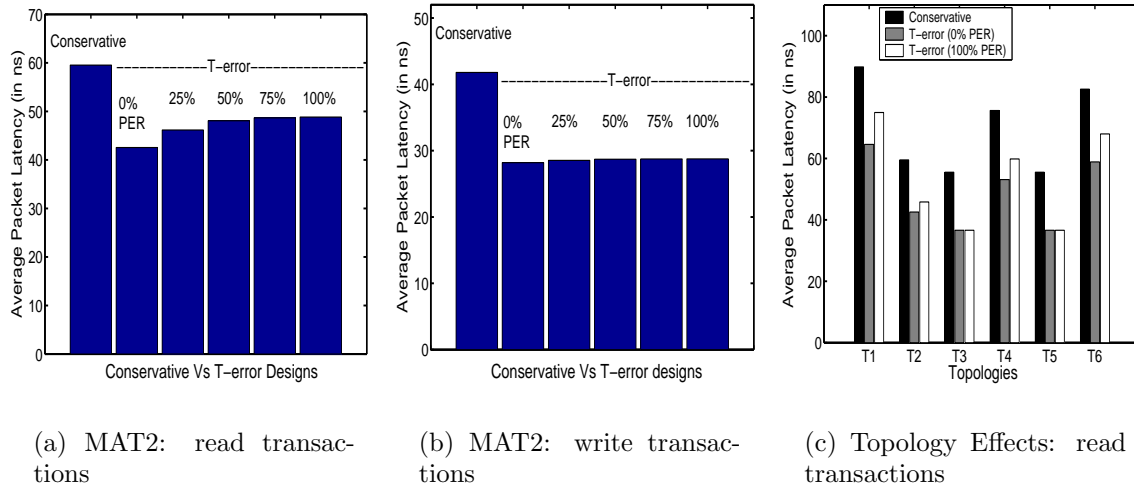 70
60
50
40
30
20
10
0
Average Packet Latency (in ns)
Conservative
T-error
0%
PER
25%
50%
75%
100%
Conservative Vs T-error Designs
(a) MAT2: read transac-
tions
50
40
30
20
10
0
Average Packet Latency (in ns)
Conservative
T-error
0%
PER
25%
50%
75%
100%
Conservative Vs T-error designs
(b) MAT2: write transac-
tions
100
80
60
40
20
0
Average Packet Latency (in ns)
Conservative
T-error (0% PER)
T-error (100% PER)
T1 T2 T3 T4 T5 T6
Topologies
(c) Topology Effects: read
transactions